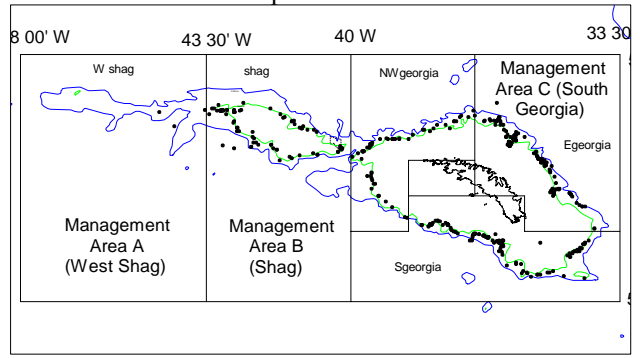 8 00' W
43 30' W
40 W
33 30
W shag
shag
NWgeorgia
Management
Area C (South
Georgia)
Egeorgia
Management
Area A
(West Shag)
Management
Area B
(Shag)
Sgeorgia